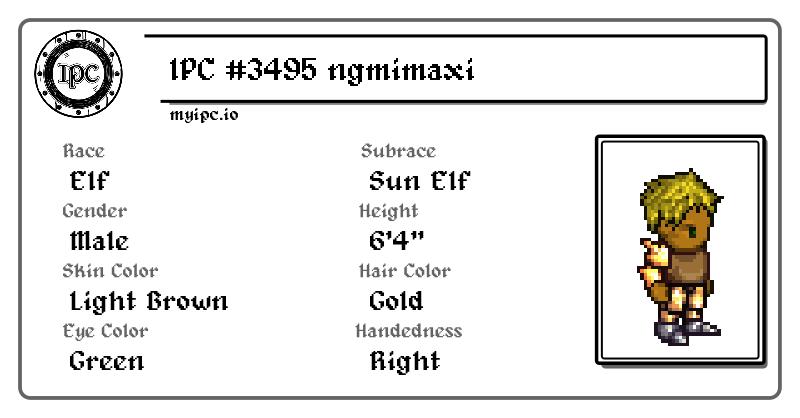 IPC
IPC #3495 ngmimaxi
myipc.io
Race
Elf
Subrace
Sun Elf
Gender
Male
Height
6'4"
Skin Color
Light Brown
Hair Color
Gold
Eye Color
Green
Handedness
Right